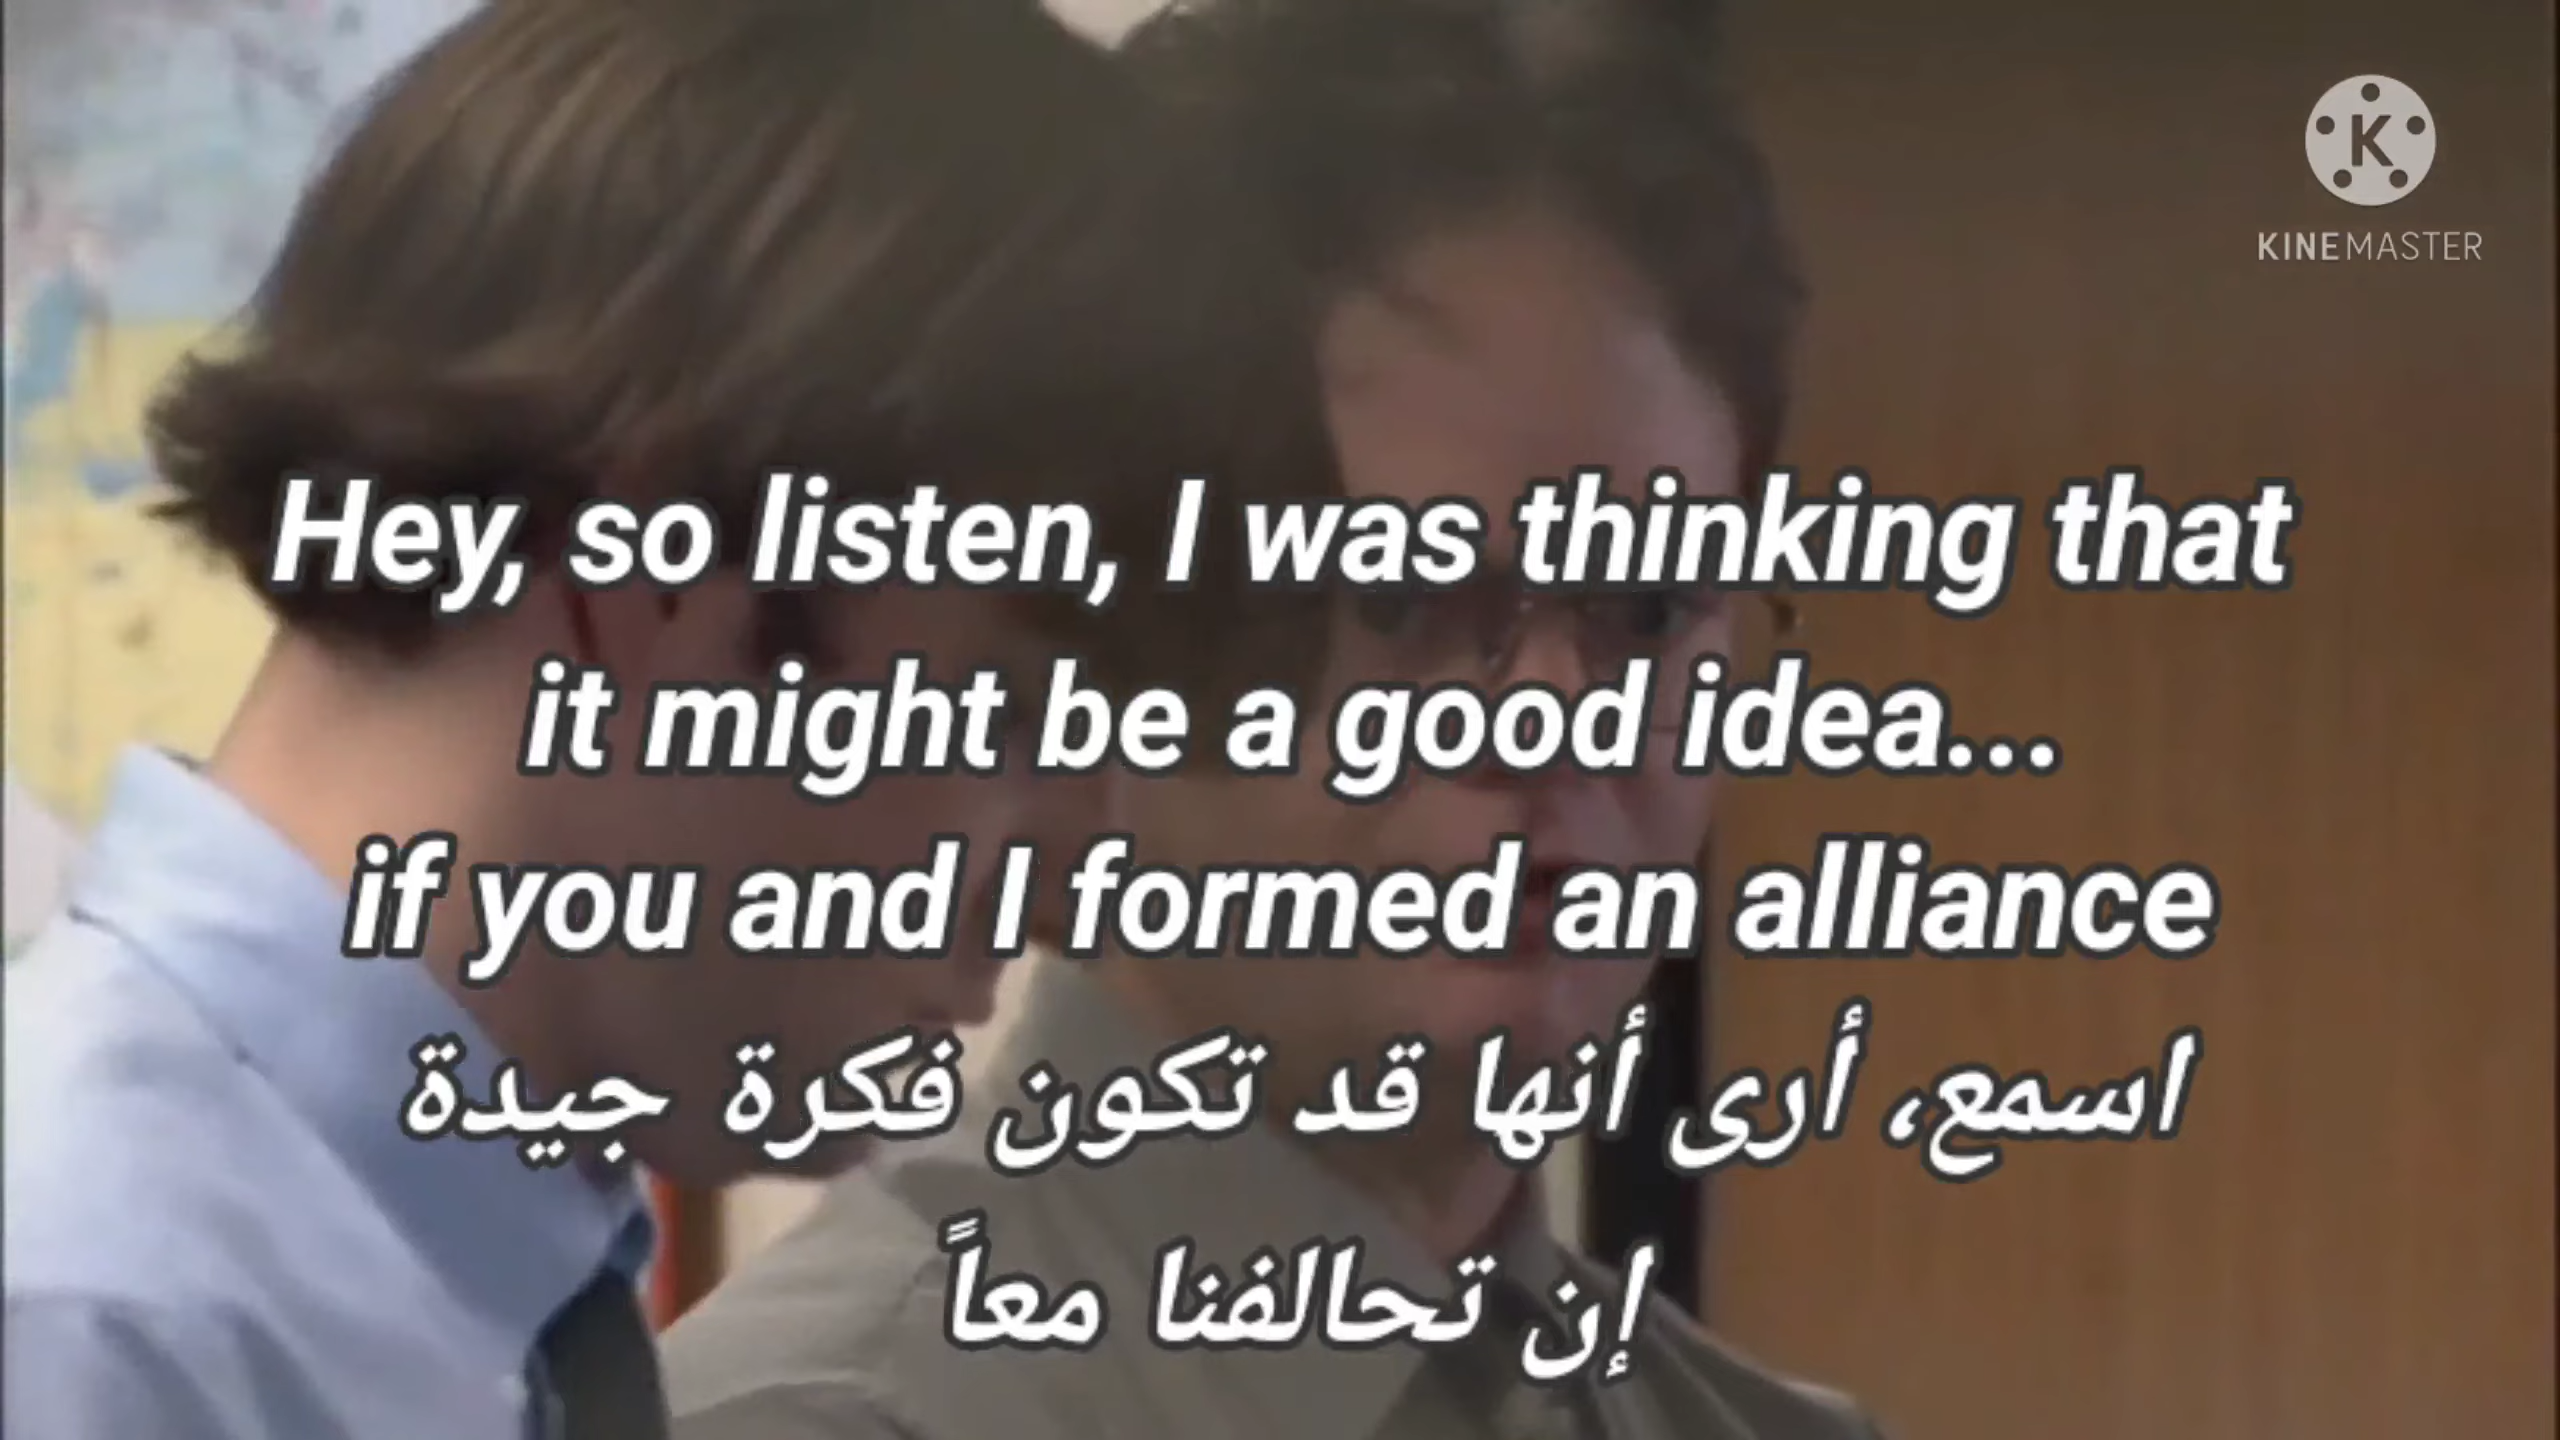 K
KINEMASTER
Hey, so listen, I was thinking that
it might be a good idea...
if you and I formed an alliance
اسمع، أرى أنها قد تكون فكرة جيدة
إن تحالفنا معاً